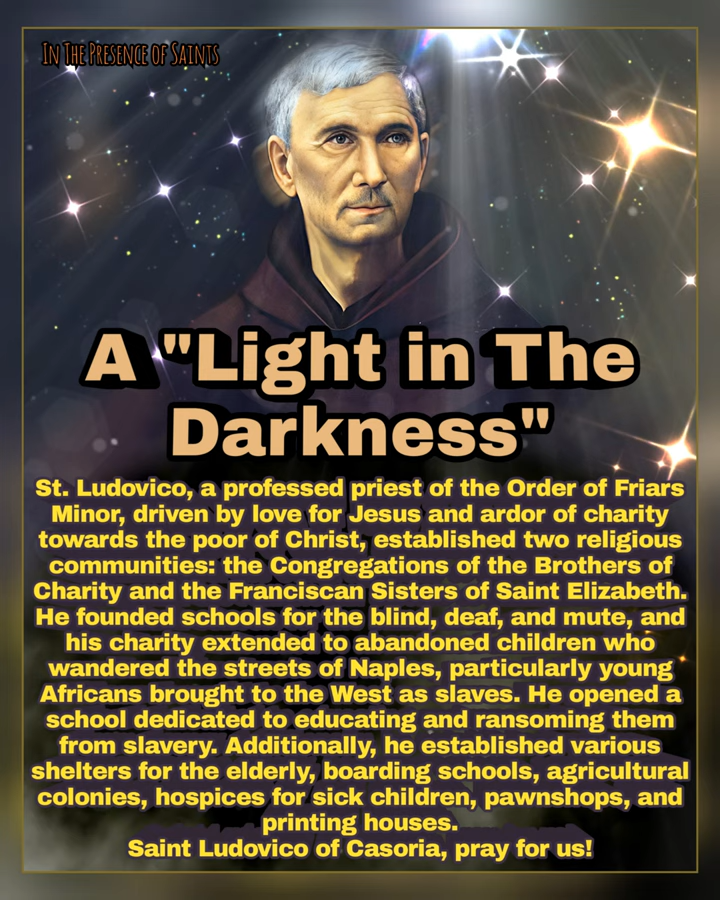 In The Presence of Saints
A "Light in The
Darkness"
St. Ludovico, a professed priest of the Order of Friars
Minor, driven by love for Jesus and ardor of charity
towards the poor of Christ, established two religious
communities: the Congregations of the Brothers of
Charity and the Franciscan Sisters of Saint Elizabeth.
He founded schools for the blind, deaf, and mute, and
his charity extended to abandoned children who
wandered the streets of Naples, particularly young
Africans brought to the West as slaves. He opened a
school dedicated to educating and ransoming them
from slavery. Additionally, he established various
shelters for the elderly, boarding schools, agricultural
colonies, hospices for sick children, pawnshops, and
printing houses.
Saint Ludovico of Casoria, pray for us!